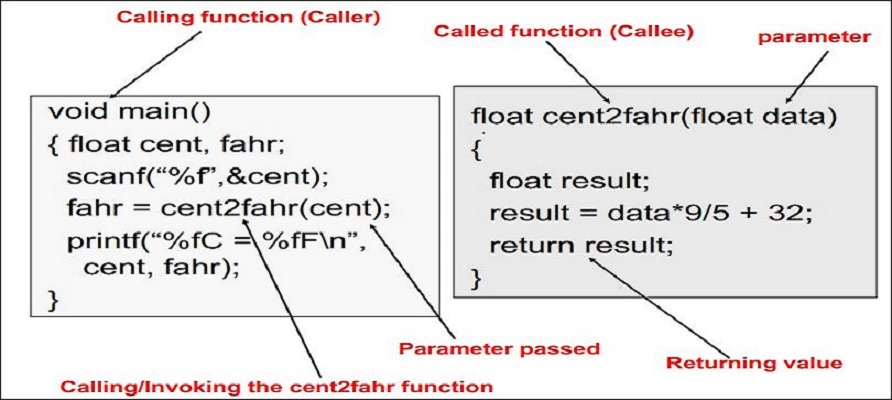 Calling function (Caller)
Called function (Callee)
parameter
void main()
{ float cent, fahr;
scanf(“%f”,&cent);
fahr = cent2fahr(cent);
printf(“%fC = %fF\n”,
cent, fahr);
}
float cent2fahr(float data)
{
float result;
result = data*9/5 + 32;
return result;
}
Parameter passed
Returning value
Calling/Invoking the cent2fahr function